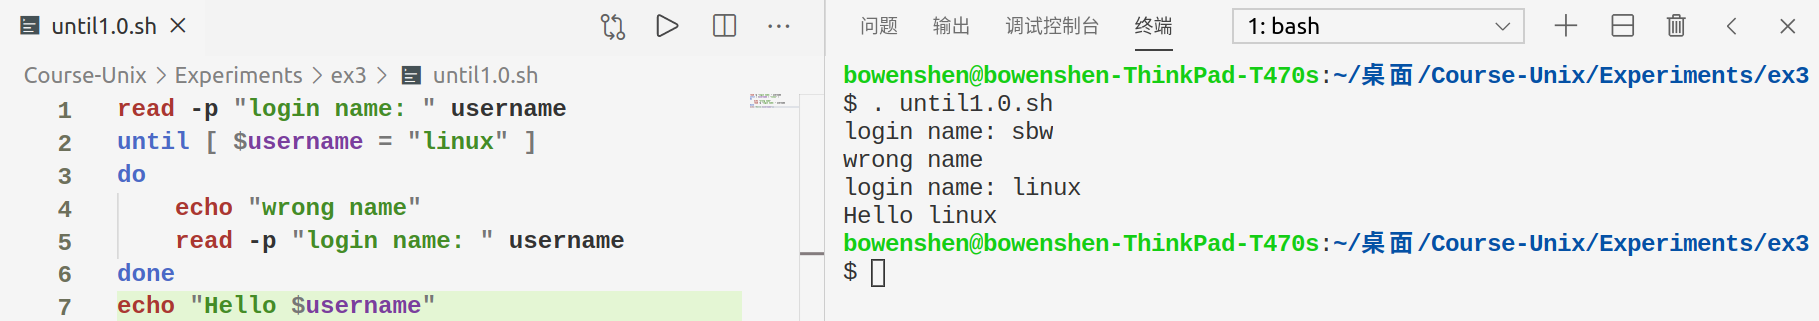 until1.0.sh
Course-Unix > Experiments > ex3 > until1.0.sh
1 read -p "login name: " username
2 until [ $username = "linux" ]
3 do
4 echo "wrong name"
5 read -p "login name: " username
6 done
7 echo "Hello $username"
问题 输出 调试控制台 终端 1: bash
bowenshen@bowenshen-ThinkPad-T470s:~/桌面/Course-Unix/Experiments/ex3
$ . until1.0.sh
login name: sbw
wrong name
login name: linux
Hello linux
bowenshen@bowenshen-ThinkPad-T470s:~/桌面/Course-Unix/Experiments/ex3
$